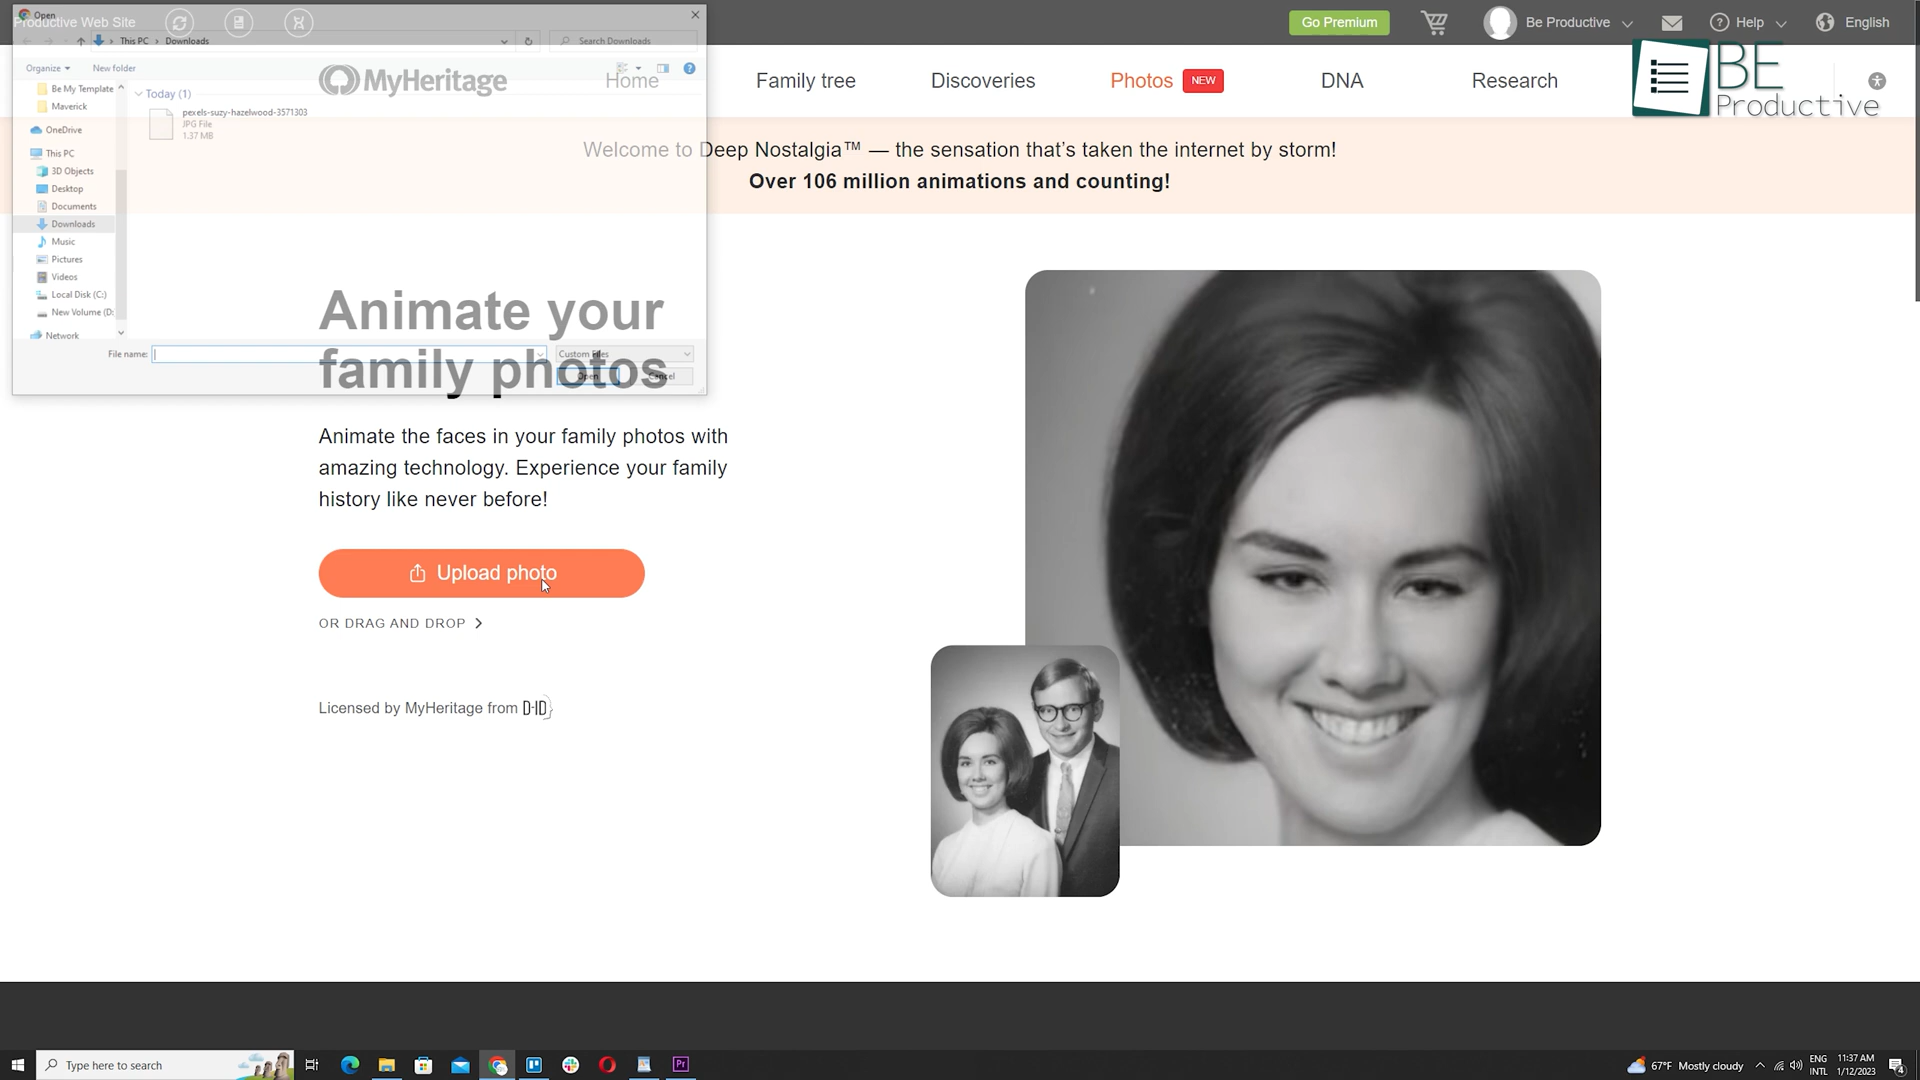 Open
Productive Web Site
This PC > Downloads
Search Downloads
Organize
New folder
Be My Template
Maverick
OneDrive
This PC
3D Objects
Desktop
Documents
Downloads
Music
Pictures
Videos
Local Disk (C:)
New Volume (D:
Network
Today (1)
pexels-suzy-hazelwood-3571303
JPG File
1.37 MB
File name:
Custom Files
Open
Cancel
Go Premium
Be Productive
Help
English
MyHeritage
Home
Family tree
Discoveries
Photos NEW
DNA
Research
BE
Productive
Welcome to Deep Nostalgia™ — the sensation that's taken the internet by storm!
Over 106 million animations and counting!
Animate your
family photos
Animate the faces in your family photos with
amazing technology. Experience your family
history like never before!
Upload photo
OR DRAG AND DROP >
Licensed by MyHeritage from D-ID
Type here to search
Pr
67°F Mostly cloudy
ENG
INTL
11:37 AM
1/12/2023
4